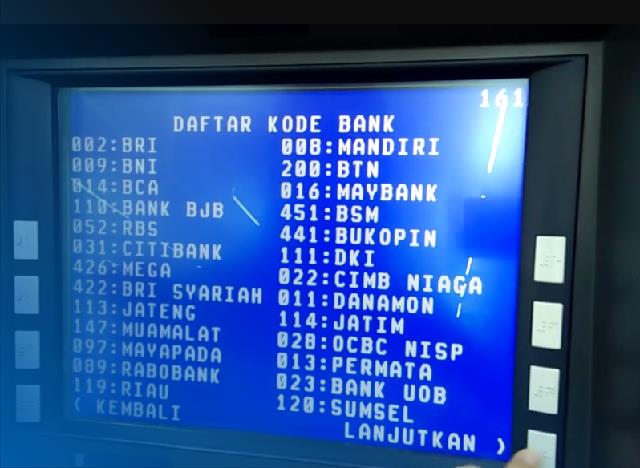 161
DAFTAR KODE BANK
002:BRI 008:MANDIRI
009:BNI 200:BTN
014:BCA 016:MAYBANK
110:BANK BJB 451:BSM
052:RBS 441:BUKOPIN
031:CITIBANK 111:DKI
426:MEGA 022:CIMB NIAGA
422:BRI SYARIAH 011:DANAMON
113:JATENG 114:JATIM
147:MUAMALAT 028:OCBC NISP
097:MAYAPADA 013:PERMATA
089:RABOBANK 023:BANK UOB
119:RIAU 120:SUMSEL
( KEMBALI LANJUTKAN )